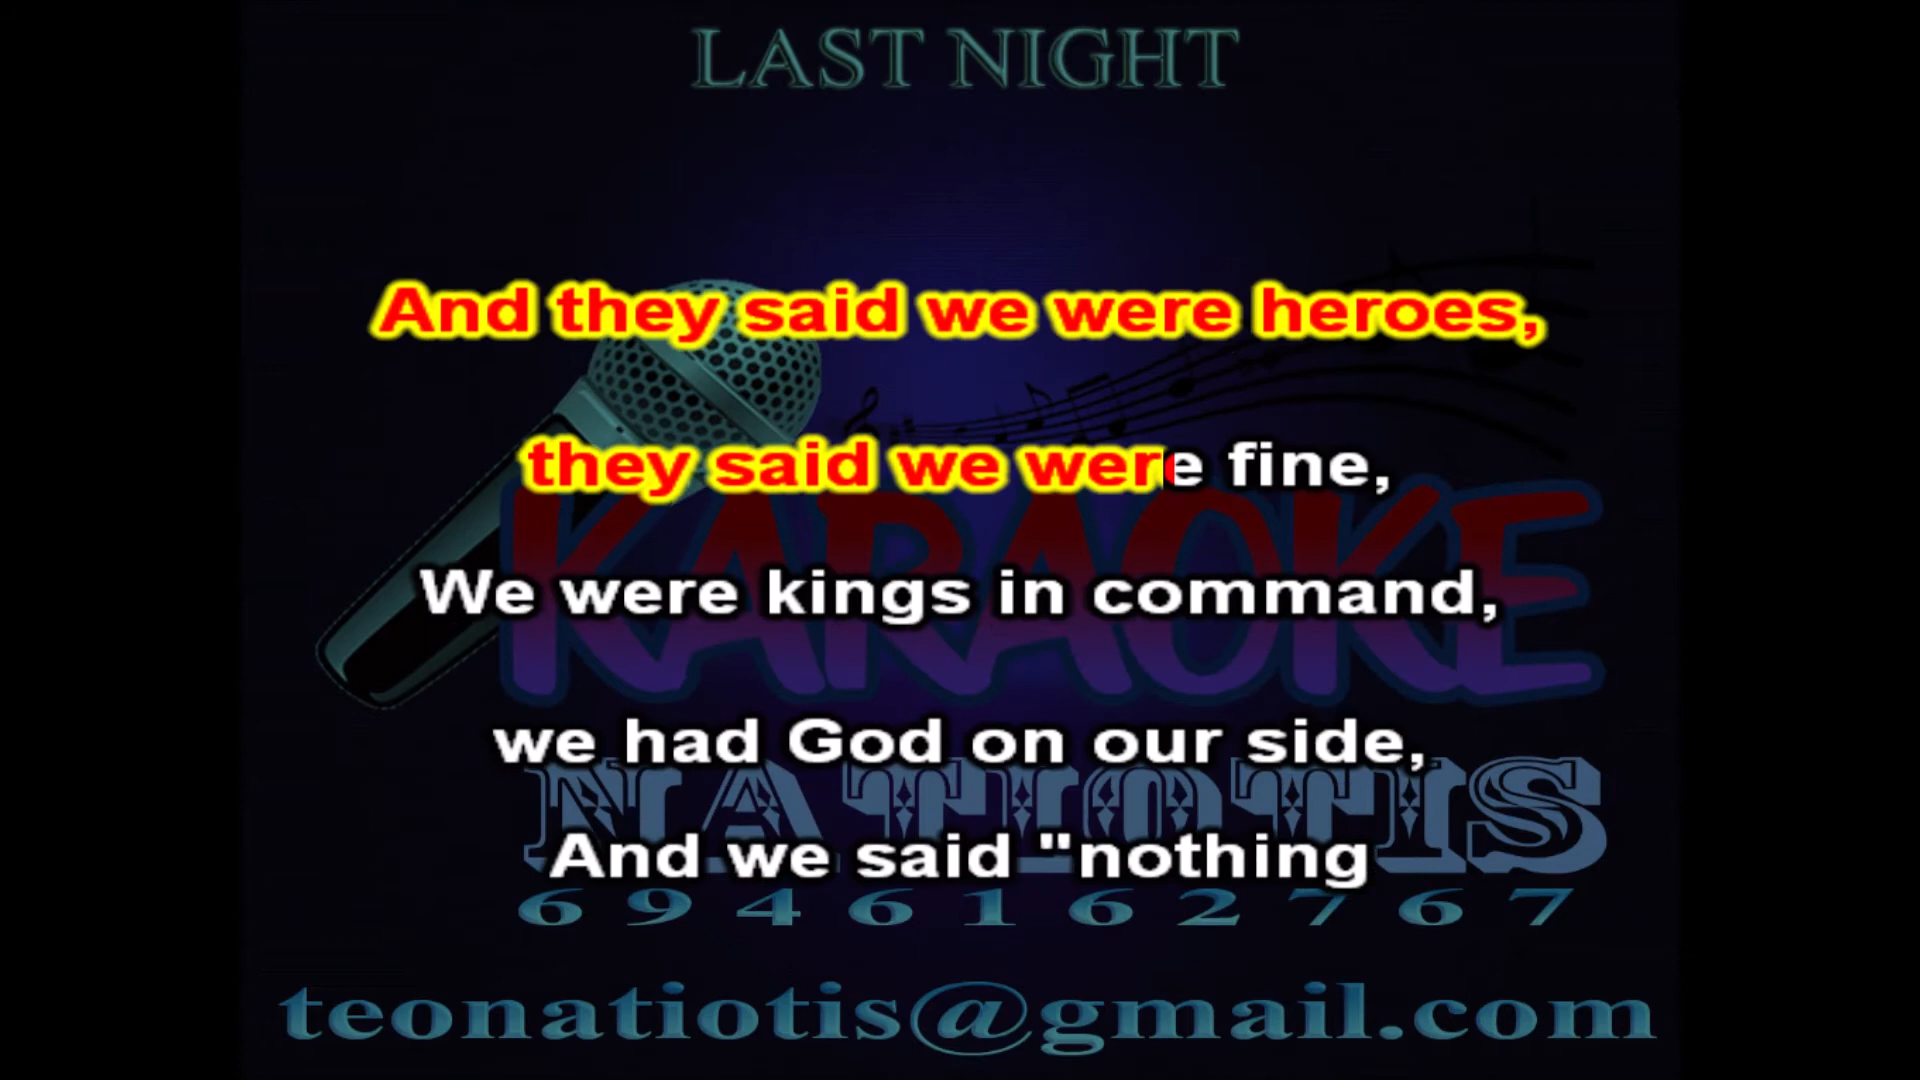 LAST NIGHT
And they said we were heroes,
they said we were fine,
KARAOKE
We were kings in command,
we had God on our side,
NATIOTIS
And we said "nothing
6946162767
teonatiotis@gmail.com